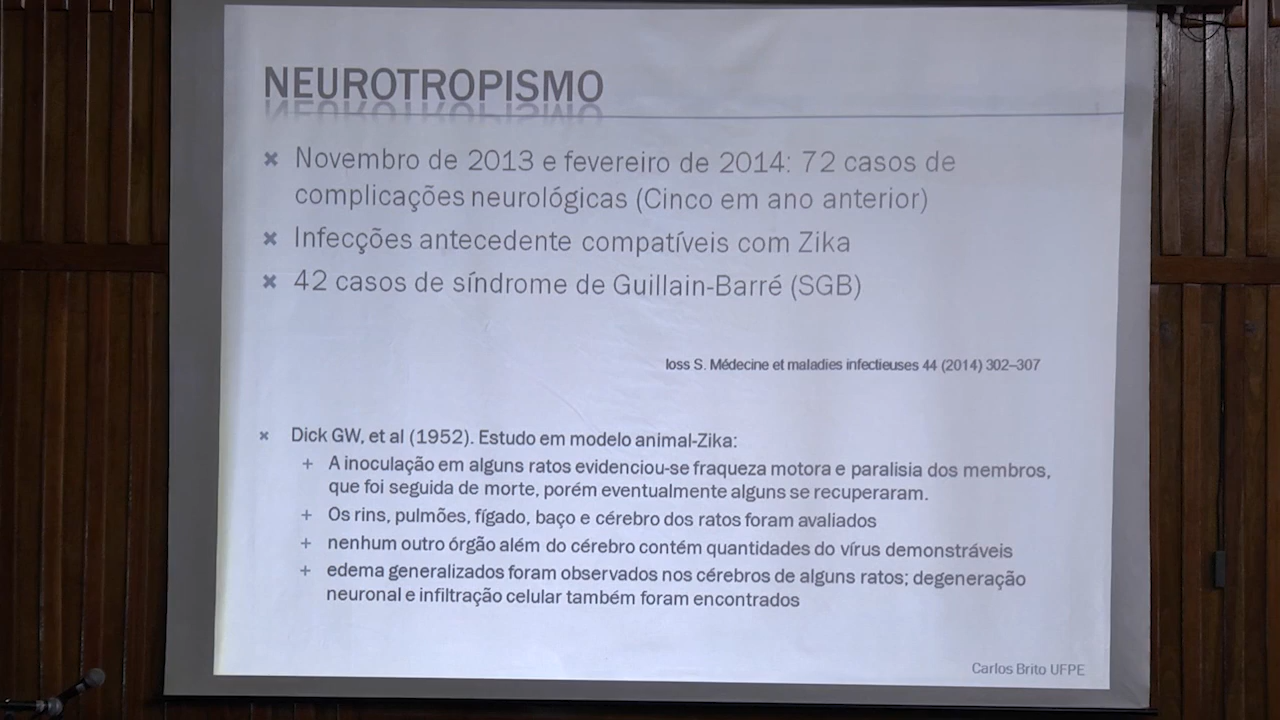 NEUROTROPISMO
Novembro de 2013 e fevereiro de 2014: 72 casos de
complicações neurológicas (Cinco em ano anterior)
Infecções antecedente compatíveis com Zika
42 casos de síndrome de Guillain-Barré (SGB)
Ioss S. Médecine et maladies infectieuses 44 (2014) 302–307
Dick GW, et al (1952). Estudo em modelo animal-Zika:
+ A inoculação em alguns ratos evidenciou-se fraqueza motora e paralisia dos membros,
que foi seguida de morte, porém eventualmente alguns se recuperaram.
+ Os rins, pulmões, fígado, baço e cérebro dos ratos foram avaliados
+ nenhum outro órgão além do cérebro contém quantidades do vírus demonstráveis
+ edema generalizados foram observados nos cérebros de alguns ratos; degeneração
neuronal e infiltração celular também foram encontrados
Carlos Brito UFPE